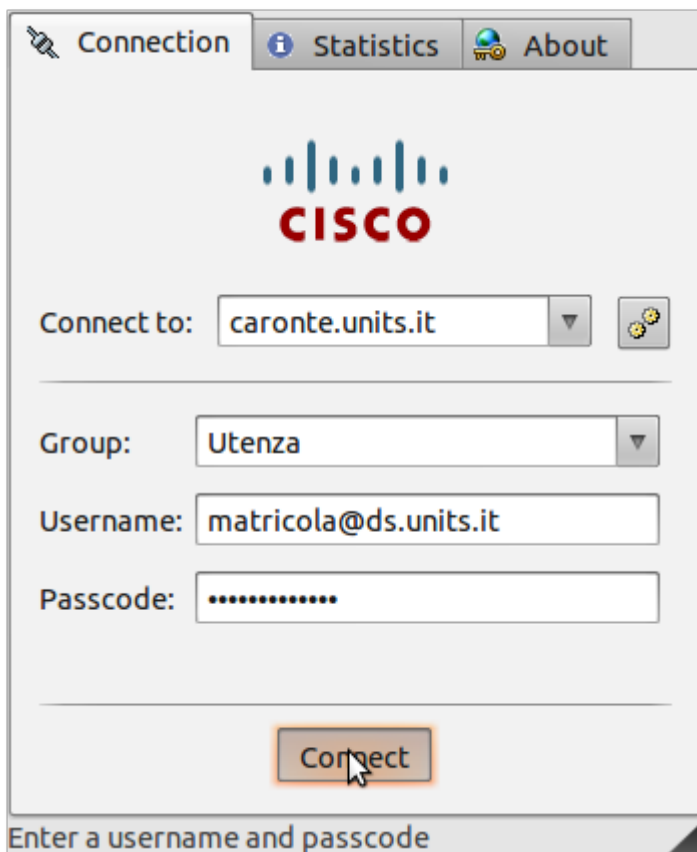 Connection Statistics About
CISCO
Connect to: caronte.units.it
Group: Utenza
Username: matricola@ds.units.it
Passcode: •••••••••••••
Connect
Enter a username and passcode